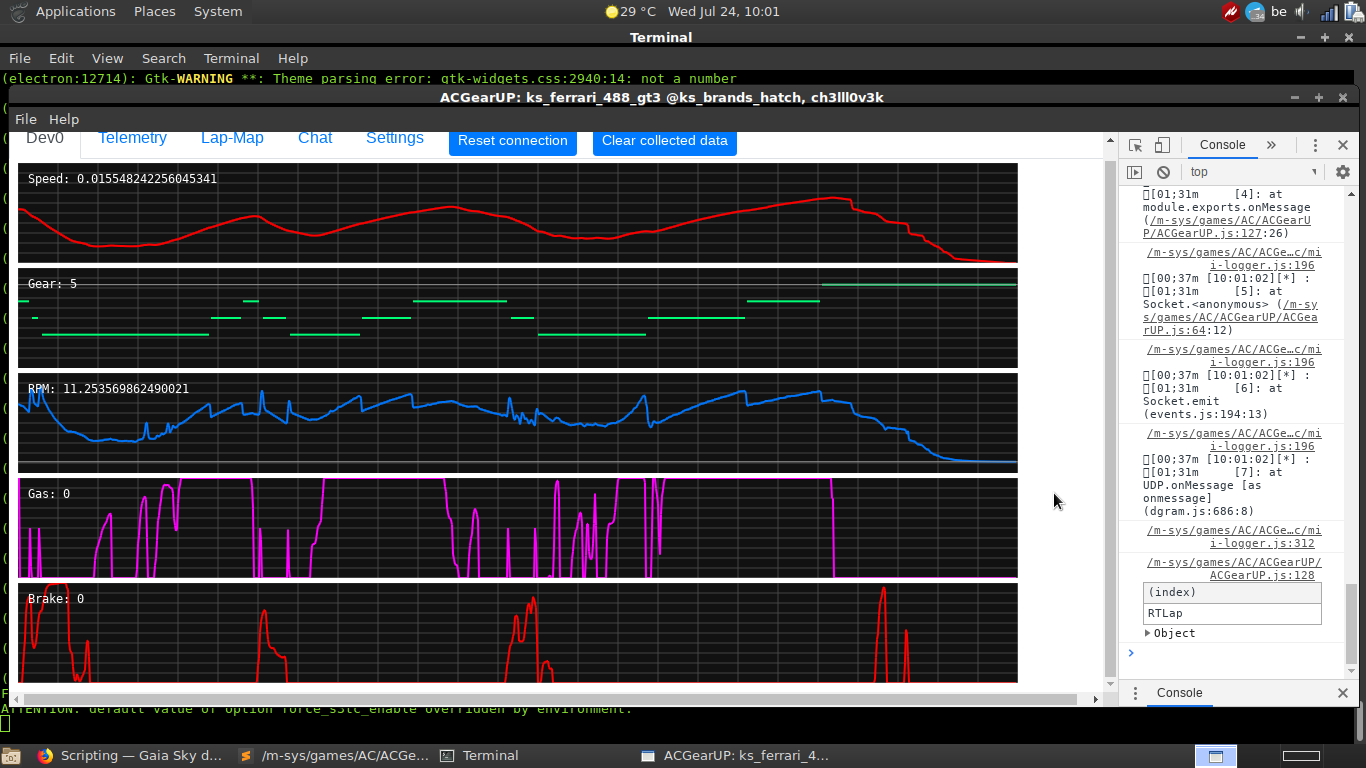 Applications Places System
29 °C Wed Jul 24, 10:01
34
be
Terminal
File Edit View Search Terminal Help
(electron:12714): Gtk-WARNING **: Theme parsing error: gtk-widgets.css:2940:14: not a number
ACGearUP: ks_ferrari_488_gt3 @ks_brands_hatch, ch3lll0v3k
File Help
Dev0 Telemetry Lap-Map Chat Settings Reset connection Clear collected data
Speed: 0.015548242256045341
Gear: 5
RPM: 11.253569862490021
Gas: 0
Brake: 0
Console »
top
[01;31m [4]: at
module.exports.onMessage
(/m-sys/games/AC/ACGearU
P/ACGearUP.js:127:26)
/m-sys/games/AC/ACGe…c/mi
i-logger.js:196
[00;37m [10:01:02][*] :
[01;31m [5]: at
Socket.<anonymous> (/m-sy
s/games/AC/ACGearUP/ACGea
rUP.js:64:12)
/m-sys/games/AC/ACGe…c/mi
i-logger.js:196
[00;37m [10:01:02][*] :
[01;31m [6]: at
Socket.emit
(events.js:194:13)
/m-sys/games/AC/ACGe…c/mi
i-logger.js:196
[00;37m [10:01:02][*] :
[01;31m [7]: at
UDP.onMessage [as
onmessage]
(dgram.js:686:8)
/m-sys/games/AC/ACGe…c/mi
i-logger.js:312
/m-sys/games/AC/ACGearUP/
ACGearUP.js:128
(index)
RTLap
Object
Console
ATTENTION: default value of option force_s3tc_enable overridden by environment.
Scripting — Gaia Sky d... /m-sys/games/AC/ACGe... Terminal ACGearUP: ks_ferrari_4...